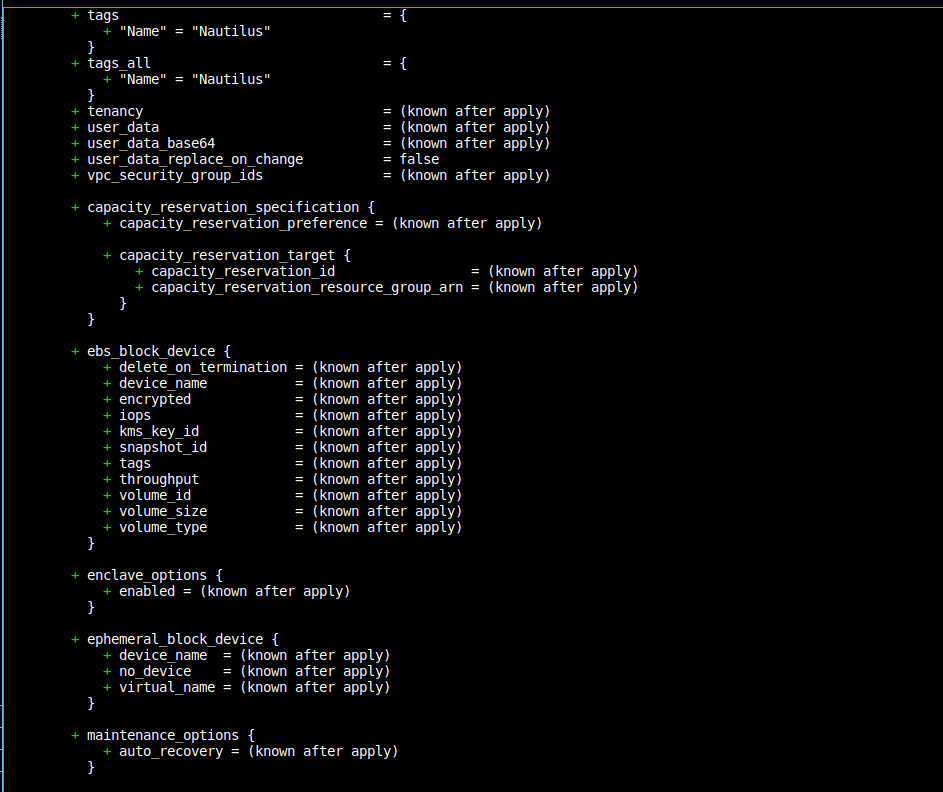 + tags                                 = {
    + "Name" = "Nautilus"
  }
+ tags_all                             = {
    + "Name" = "Nautilus"
  }
+ tenancy                              = (known after apply)
+ user_data                            = (known after apply)
+ user_data_base64                     = (known after apply)
+ user_data_replace_on_change          = false
+ vpc_security_group_ids               = (known after apply)

+ capacity_reservation_specification {
    + capacity_reservation_preference = (known after apply)

    + capacity_reservation_target {
        + capacity_reservation_id                 = (known after apply)
        + capacity_reservation_resource_group_arn = (known after apply)
      }
  }

+ ebs_block_device {
    + delete_on_termination = (known after apply)
    + device_name           = (known after apply)
    + encrypted             = (known after apply)
    + iops                  = (known after apply)
    + kms_key_id            = (known after apply)
    + snapshot_id           = (known after apply)
    + tags                  = (known after apply)
    + throughput            = (known after apply)
    + volume_id             = (known after apply)
    + volume_size           = (known after apply)
    + volume_type           = (known after apply)
  }

+ enclave_options {
    + enabled = (known after apply)
  }

+ ephemeral_block_device {
    + device_name  = (known after apply)
    + no_device    = (known after apply)
    + virtual_name = (known after apply)
  }

+ maintenance_options {
    + auto_recovery = (known after apply)
  }